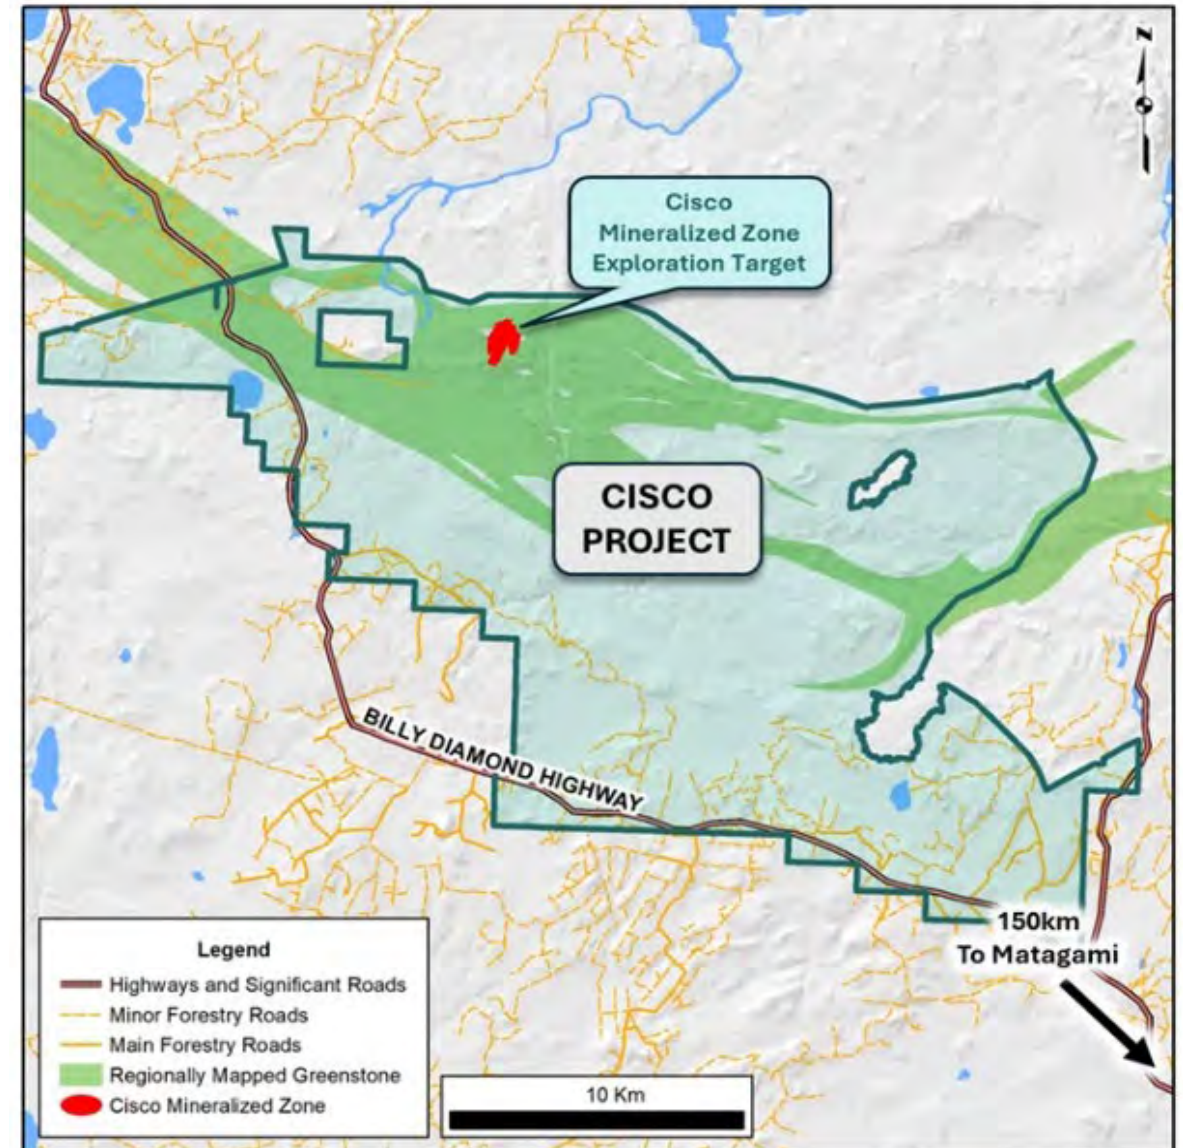 N
Cisco
Mineralized Zone
Exploration Target
CISCO
PROJECT
BILLY DIAMOND HIGHWAY
150km
To Matagami
Legend
Highways and Significant Roads
Minor Forestry Roads
Main Forestry Roads
Regionally Mapped Greenstone
Cisco Mineralized Zone
10 Km